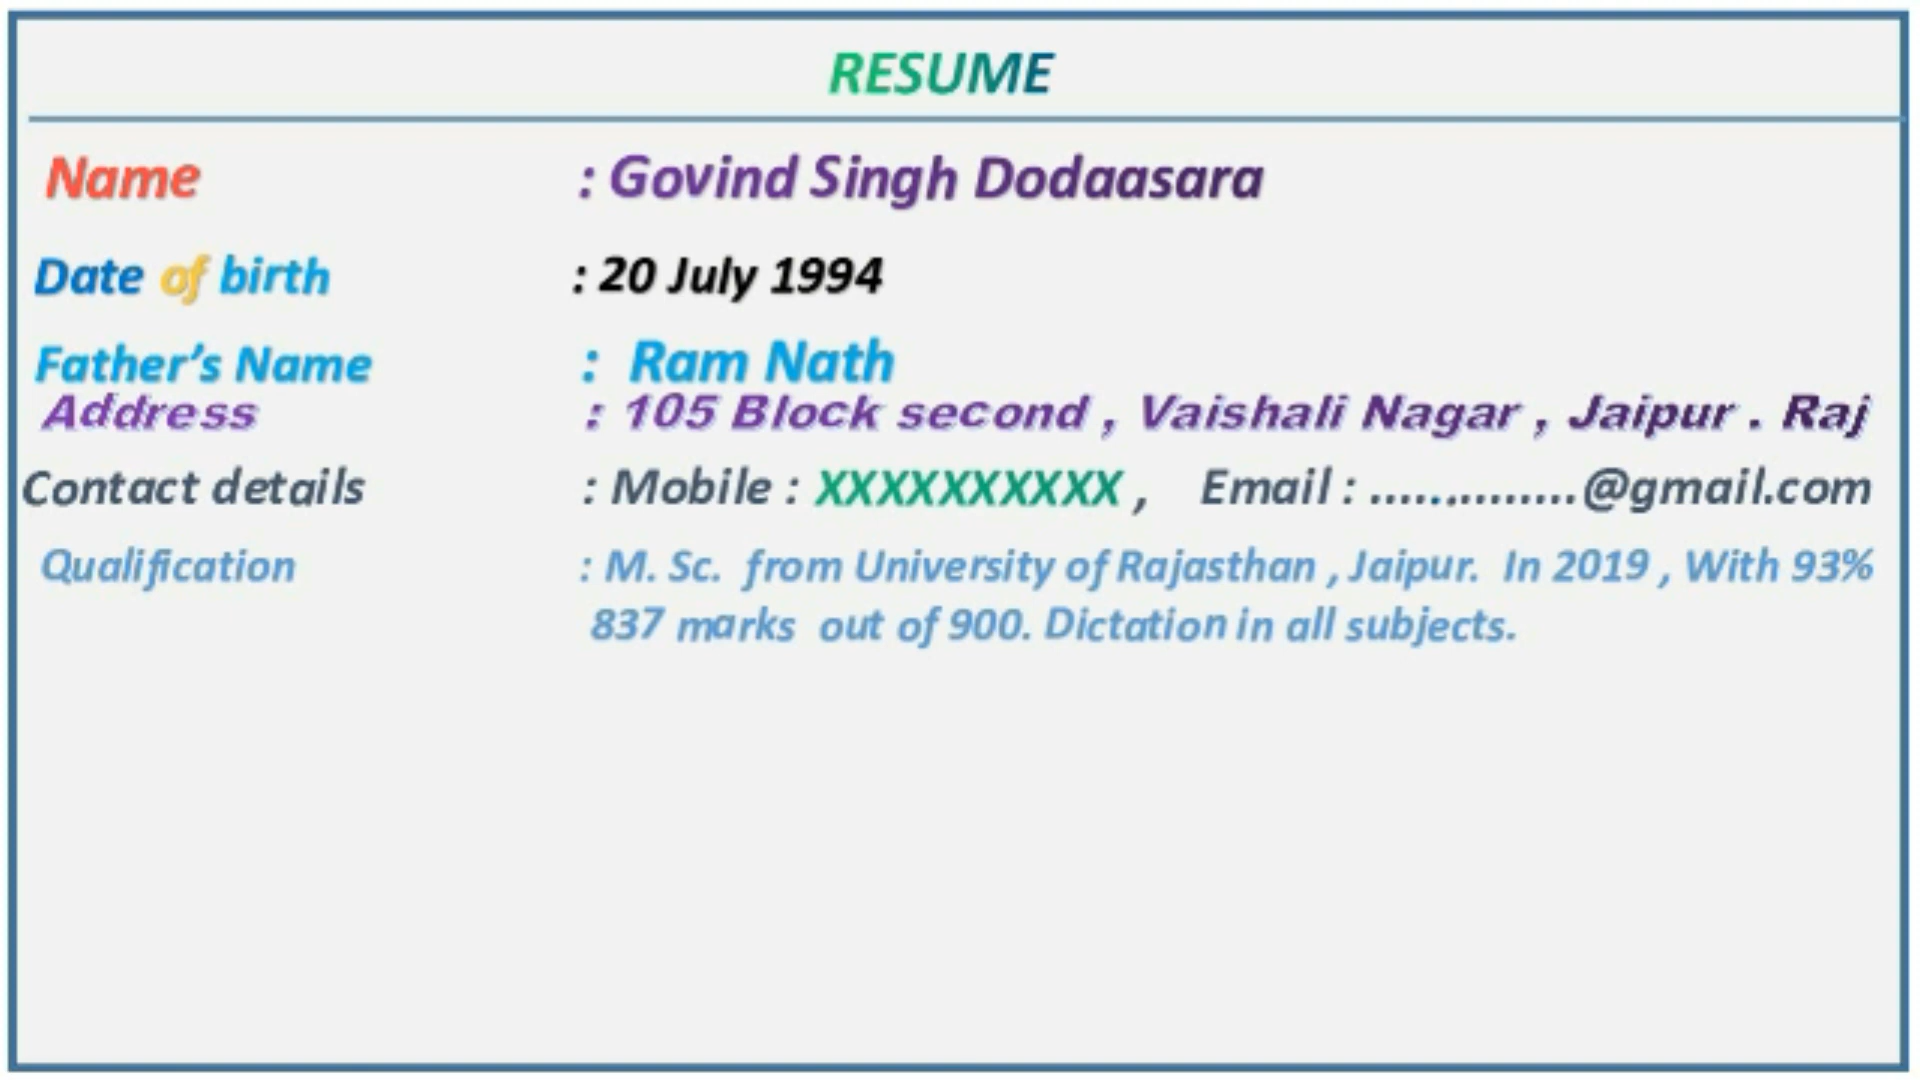 RESUME
Name : Govind Singh Dodaasara
Date of birth : 20 July 1994
Father’s Name : Ram Nath
Address : 105 Block second , Vaishali Nagar , Jaipur . Raj
Contact details : Mobile : XXXXXXXXXX , Email : ..............@gmail.com
Qualification : M. Sc. from University of Rajasthan , Jaipur. In 2019 , With 93%
837 marks out of 900. Dictation in all subjects.